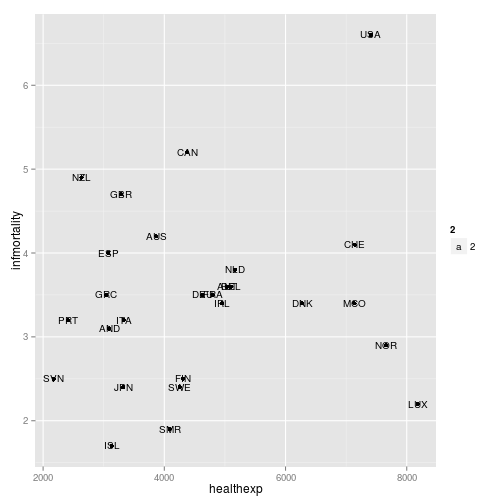 USA
6
CAN
5
NZL
GBR
AUS
CHE
4
ESP
NLD
BEL
GRC
DEU
FRA
IRL
DNK
MCO
PRT
ITA
AND
3
NOR
SVN
FIN
JPN
SWE
LUX
2
SMR
ISL
2000
4000
6000
8000
healthexp
infmortality
2
a 2